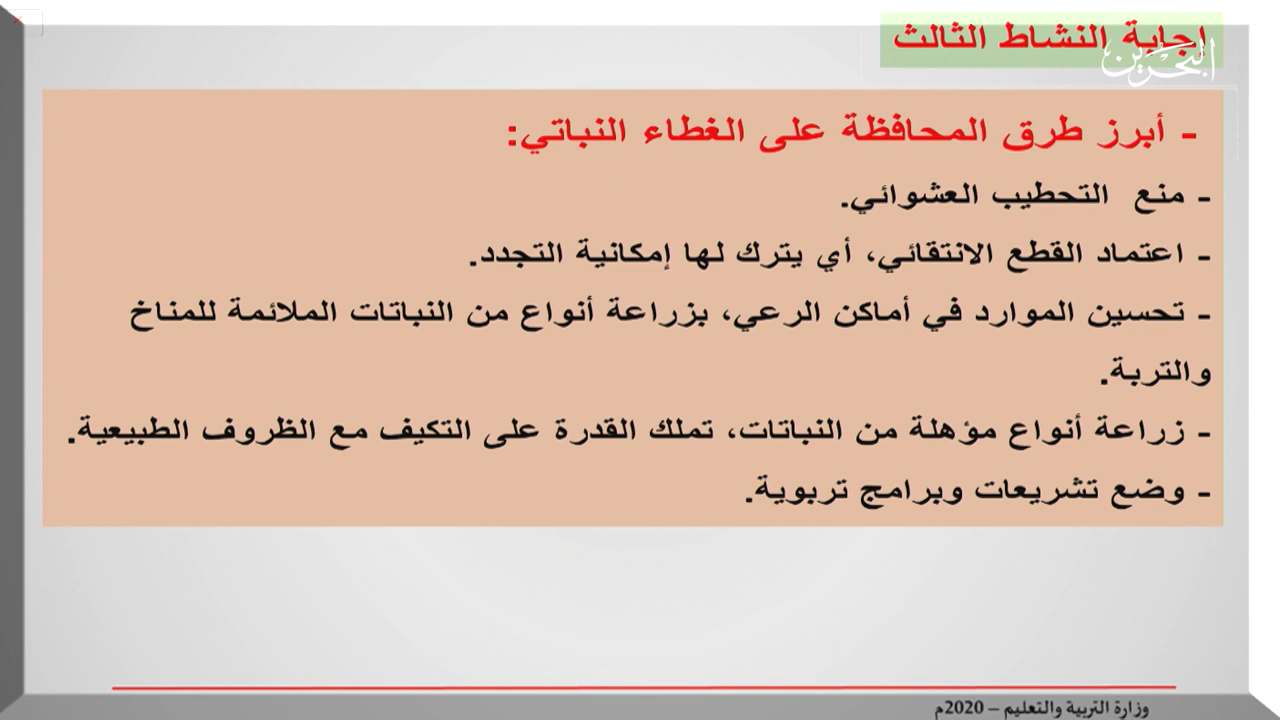 إجابة النشاط الثالث
البحرين
- أبرز طرق المحافظة على الغطاء النباتي:
- منع التحطيب العشوائي.
- اعتماد القطع الانتقائي، أي يترك لها إمكانية التجدد.
- تحسين الموارد في أماكن الرعي، بزراعة أنواع من النباتات الملائمة للمناخ
والتربة.
- زراعة أنواع مؤهلة من النباتات، تملك القدرة على التكيف مع الظروف الطبيعية.
- وضع تشريعات وبرامج تربوية.
وزارة التربية والتعليم – 2020م